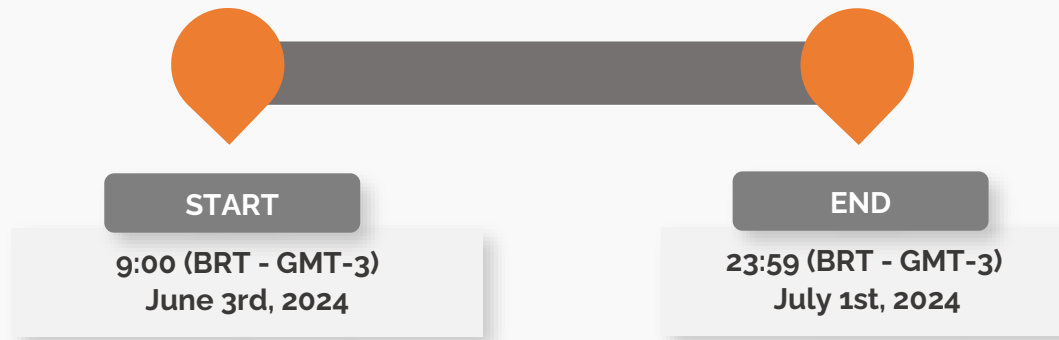 START
9:00 (BRT - GMT-3)
June 3rd, 2024
END
23:59 (BRT - GMT-3)
July 1st, 2024